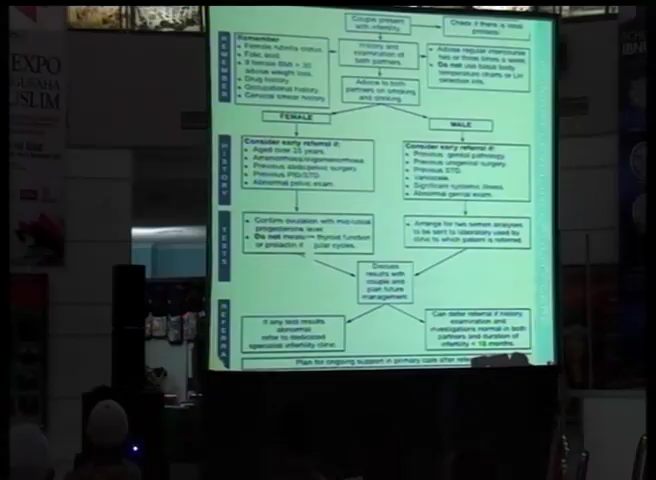 EXPO
GUSAHA
SLIM
Couple present
with infertility.
Check if there is
REMEMBER
Remember
Female rubella status.
Folic acid.
If female BMI > 30
advise weight loss.
Drug history.
Occupational history.
Cervical smear history.
History and
examination of
both partners.
Advise regular intercourse
two or three times a week.
Do not use basal body
temperature charts or LH
detection kits.
Advice to both
partners on smoking
and drinking.
FEMALE
MALE
HISTORY
Consider early referral if:
Aged over 35 years.
Amenorrhoea/oligomenorrhoea.
Previous abdo/pelvic surgery.
Previous PID/STD.
Abnormal pelvic exam.
Consider early referral if:
Previous genital pathology.
Previous urogenital surgery.
Previous STD.
Varicocele.
Significant systemic illness.
Abnormal genital exam.
TESTS
Confirm ovulation with mid-luteal
progesterone level.
Do not measure thyroid function
or prolactin if cycles.
Arrange for two semen analyses
to be sent to laboratory used by
clinic to which patient is referred.
Discuss
results with
couple and
plan future
management.
REFERRA
If any test results
abnormal
refer to dedicated
specialist infertility clinic.
Can defer referral if history,
examination and
investigations normal in both
partners and duration of
infertility < 18 months.
Plan for ongoing support in primary care after